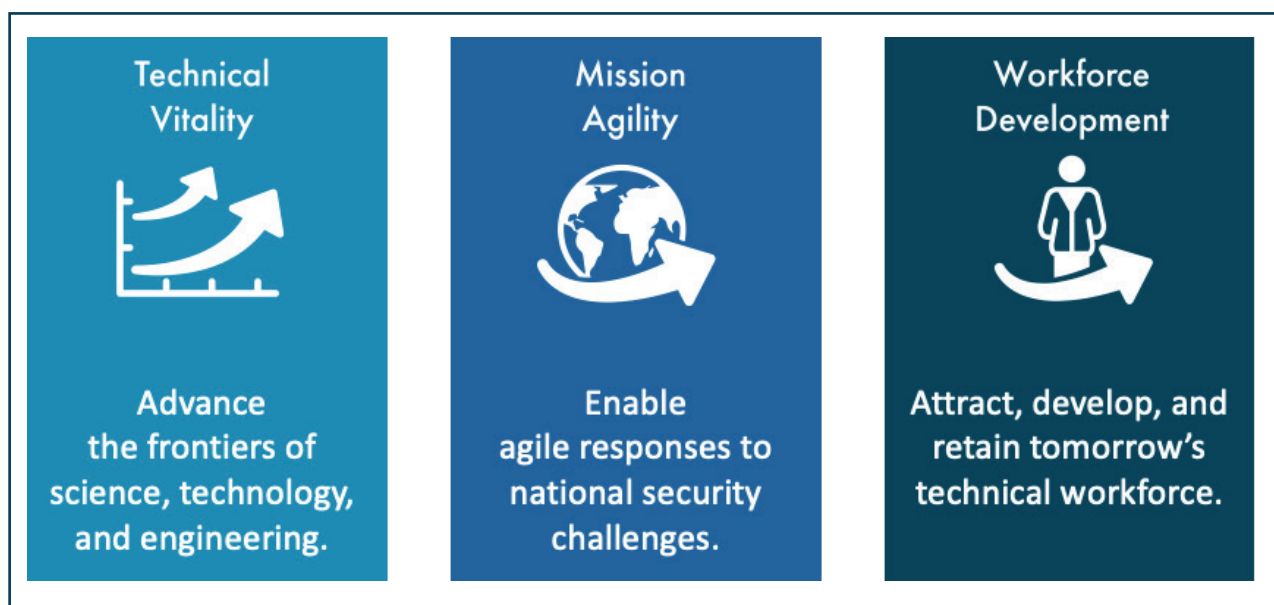 Technical
Vitality
Advance
the frontiers of
science, technology,
and engineering.
Mission
Agility
Enable
agile responses to
national security
challenges.
Workforce
Development
Attract, develop, and
retain tomorrow’s
technical workforce.